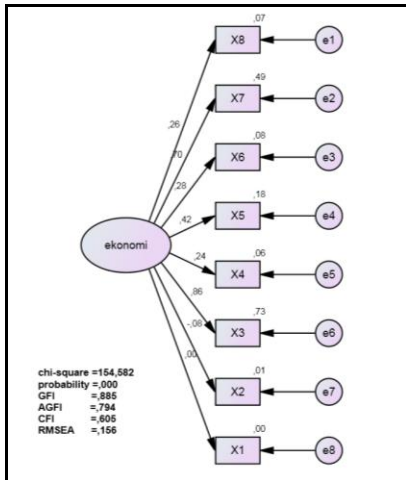 ,07
X8
e1
,26
,49
X7
e2
,70
,08
X6
e3
,28
,18
X5
e4
,42
ekonomi
,06
X4
e5
,24
,73
X3
e6
,86
,01
X2
e7
-,08
,00
X1
e8
,00
chi-square =154,582
probability =,000
GFI =,885
AGFI =,794
CFI =,605
RMSEA =,156